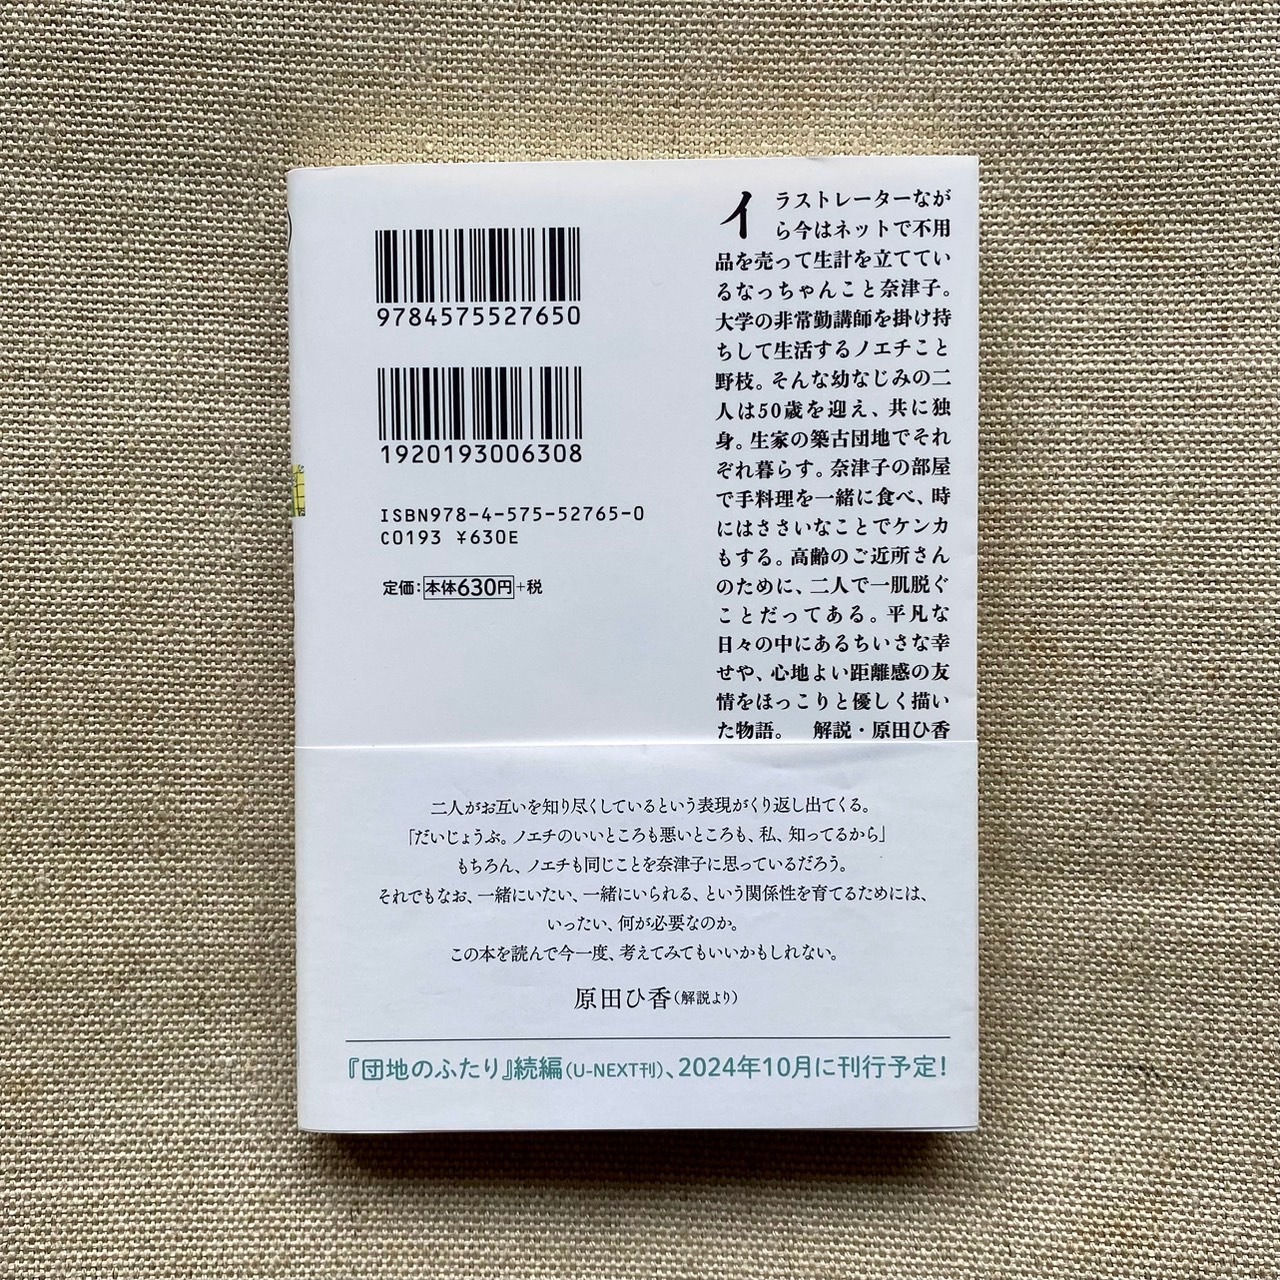 9784575527650
1920193006308
ISBN978-4-575-52765-0
C0193 ¥630E
定価:本体630円+税
イラストレーターなが
ら今はネットで不用
品を売って生計を立ててい
るなっちゃんこと奈津子。
大学の非常勤講師を掛け持
ちして生活するノエチこと
野枝。そんな幼なじみの二
人は50歳を迎え、共に独
身。生家の築古団地でそれ
ぞれ暮らす。奈津子の部屋
で手料理を一緒に食べ、時
にはささいなことでケンカ
もする。高齢のご近所さん
のために、二人で一肌脱ぐ
ことだってある。平凡な
日々の中にあるちいさな幸
せや、心地よい距離感の友
情をほっこりと優しく描い
た物語。　解説・原田ひ香
二人がお互いを知り尽くしているという表現がくり返し出てくる。
「だいじょうぶ。ノエチのいいところも悪いところも、私、知ってるから」
もちろん、ノエチも同じことを奈津子に思っているだろう。
それでもなお、一緒にいたい、一緒にいられる、という関係性を育てるためには、
いったい、何が必要なのか。
この本を読んで今一度、考えてみてもいいかもしれない。
原田ひ香(解説より)
『団地のふたり』続編(U-NEXT刊)、2024年10月に刊行予定!